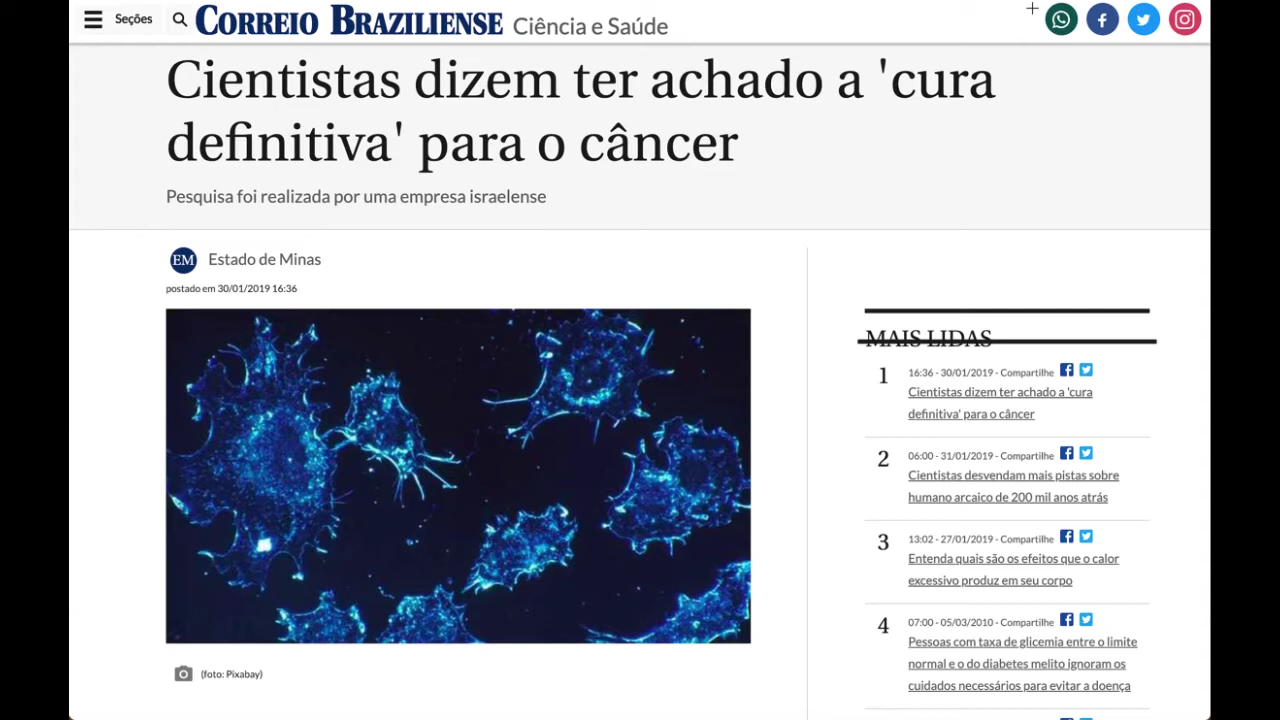 Seções
CORREIO BRAZILIENSE Ciência e Saúde
Cientistas dizem ter achado a 'cura
definitiva' para o câncer
Pesquisa foi realizada por uma empresa israelense
EM Estado de Minas
postado em 30/01/2019 16:36
(foto: Pixabay)
MAIS LIDAS
1 16:36 - 30/01/2019 - Compartilhe
Cientistas dizem ter achado a 'cura
definitiva' para o câncer
2 06:00 - 31/01/2019 - Compartilhe
Cientistas desvendam mais pistas sobre
humano arcaico de 200 mil anos atrás
3 13:02 - 27/01/2019 - Compartilhe
Entenda quais são os efeitos que o calor
excessivo produz em seu corpo
4 07:00 - 05/03/2010 - Compartilhe
Pessoas com taxa de glicemia entre o limite
normal e o do diabetes melito ignoram os
cuidados necessários para evitar a doença